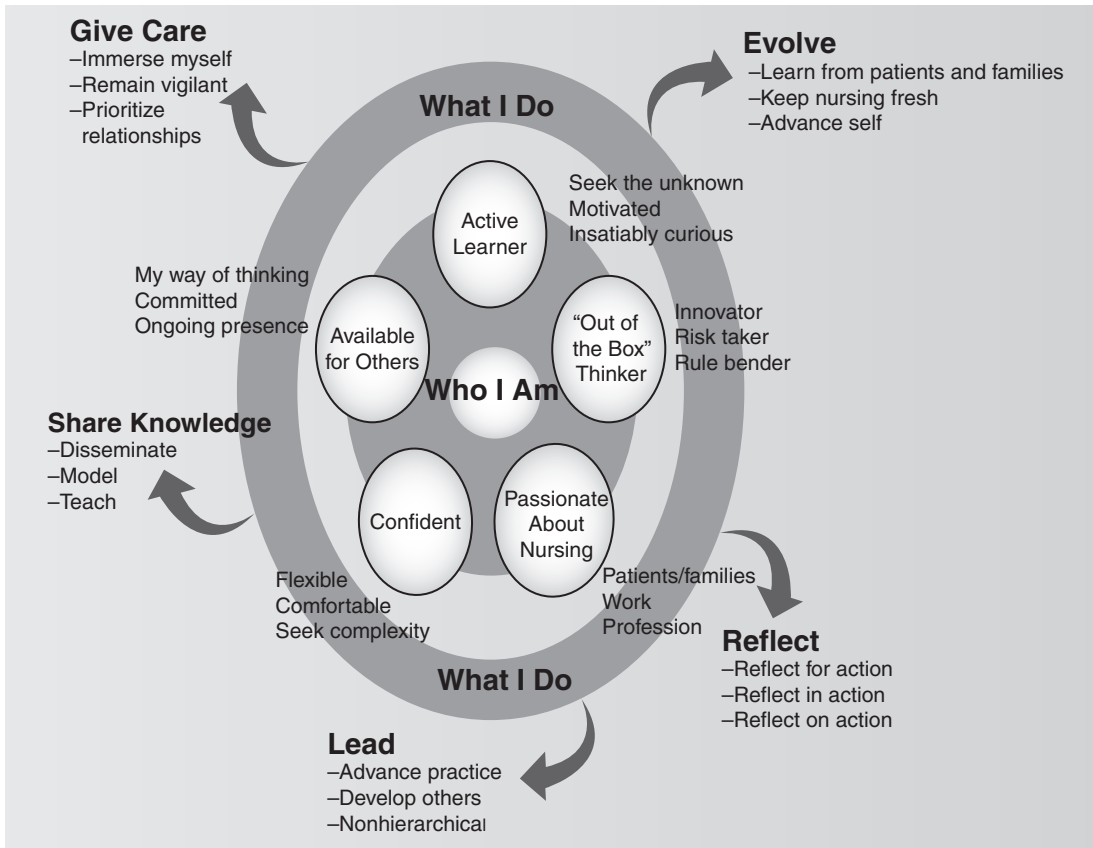 Give Care
–Immerse myself
–Remain vigilant
–Prioritize
relationships
Evolve
–Learn from patients and families
–Keep nursing fresh
–Advance self
What I Do
Active
Learner
Seek the unknown
Motivated
Insatiably curious
My way of thinking
Committed
Ongoing presence
Available
for Others
“Out of
the Box”
Thinker
Innovator
Risk taker
Rule bender
Who I Am
Share Knowledge
–Disseminate
–Model
–Teach
Confident
Passionate
About
Nursing
Flexible
Comfortable
Seek complexity
Patients/families
Work
Profession
What I Do
Reflect
–Reflect for action
–Reflect in action
–Reflect on action
Lead
–Advance practice
–Develop others
–Nonhierarchical